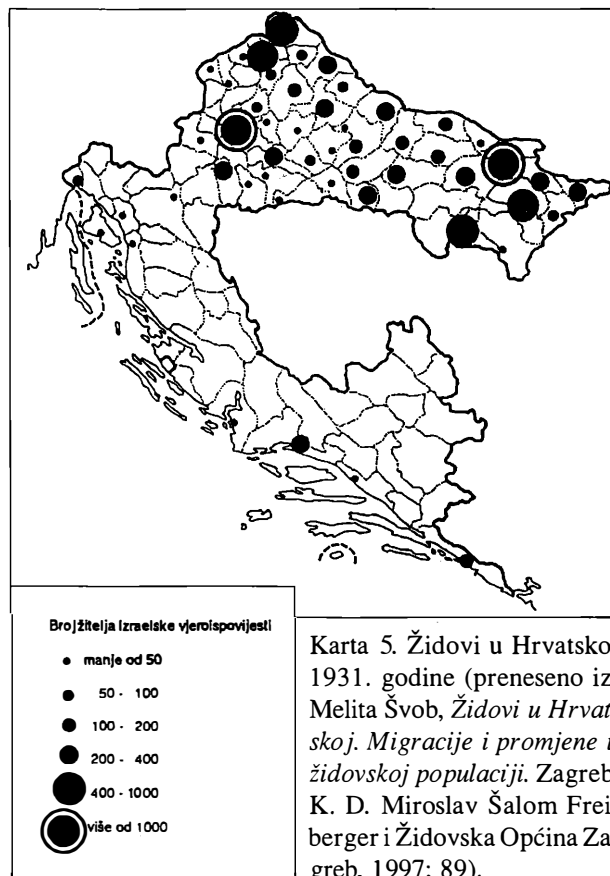 Broj žitelja izraelske vjeroispovijesti
manje od 50
50 - 100
100 - 200
200 - 400
400 - 1000
više od 1000
Karta 5. Židovi u Hrvatsko
1931. godine (preneseno iz
Melita Švob, Židovi u Hrvat
skoj. Migracije i promjene u
židovskoj populaciji. Zagreb
K. D. Miroslav Šalom Frei
berger i Židovska Općina Za
greb, 1997: 89).